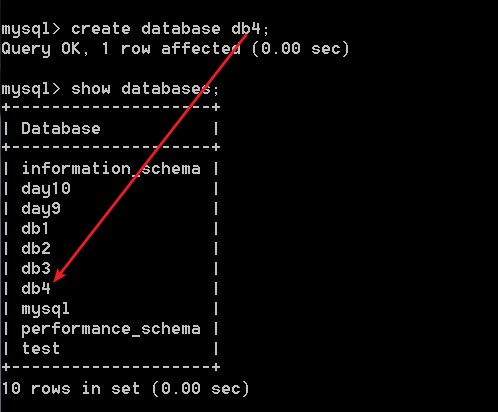 mysql> create database db4;
Query OK, 1 row affected (0.00 sec)
mysql> show databases;
+--------------------+
| Database           |
+--------------------+
| information_schema |
| day10              |
| day9               |
| db1                |
| db2                |
| db3                |
| db4                |
| mysql              |
| performance_schema |
| test               |
+--------------------+
10 rows in set (0.00 sec)